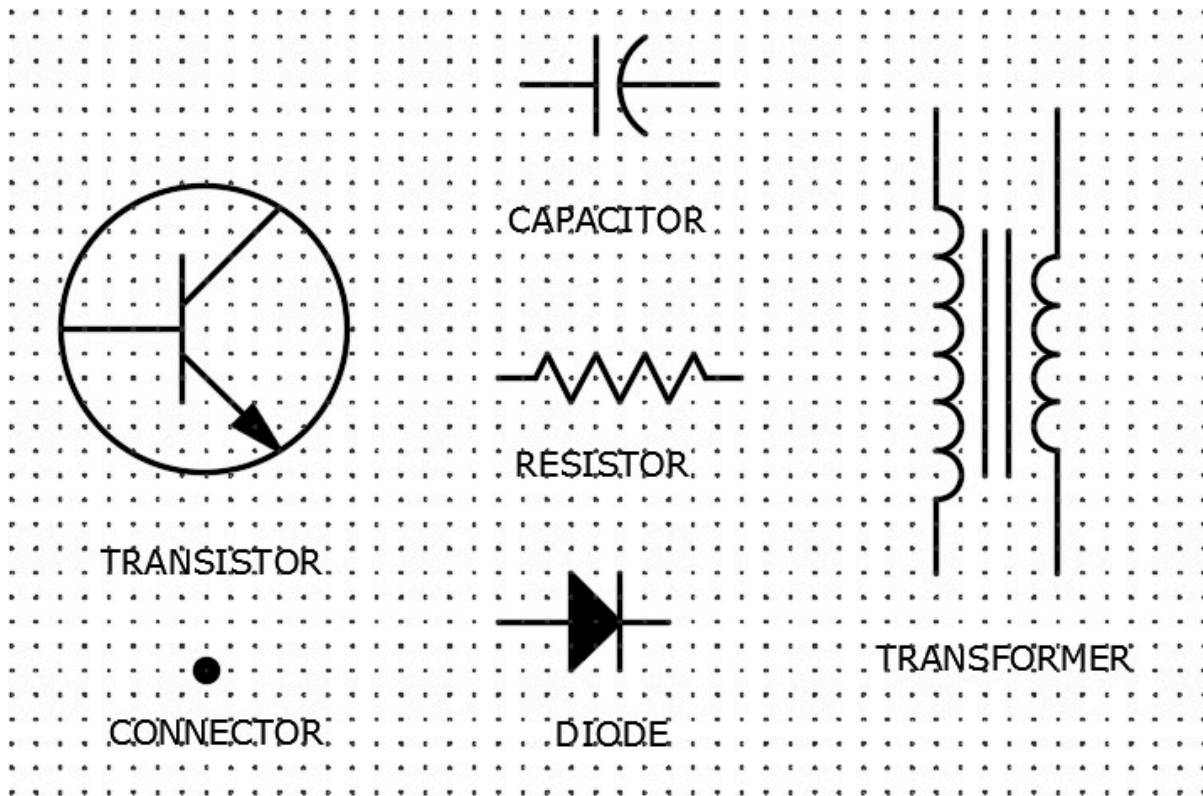 CAPACITOR
RESISTOR
TRANSISTOR
TRANSFORMER
CONNECTOR
DIODE